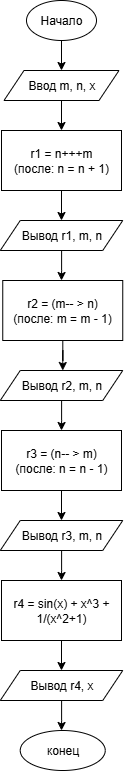 Начало
Ввод m, n, x
r1 = n+++m
(после: n = n + 1)
Вывод r1, m, n
r2 = (m-- > n)
(после: m = m - 1)
Вывод r2, m, n
r3 = (n-- > m)
(после: n = n - 1)
Вывод r3, m, n
r4 = sin(x) + x^3 +
1/(x^2+1)
Вывод r4, x
конец